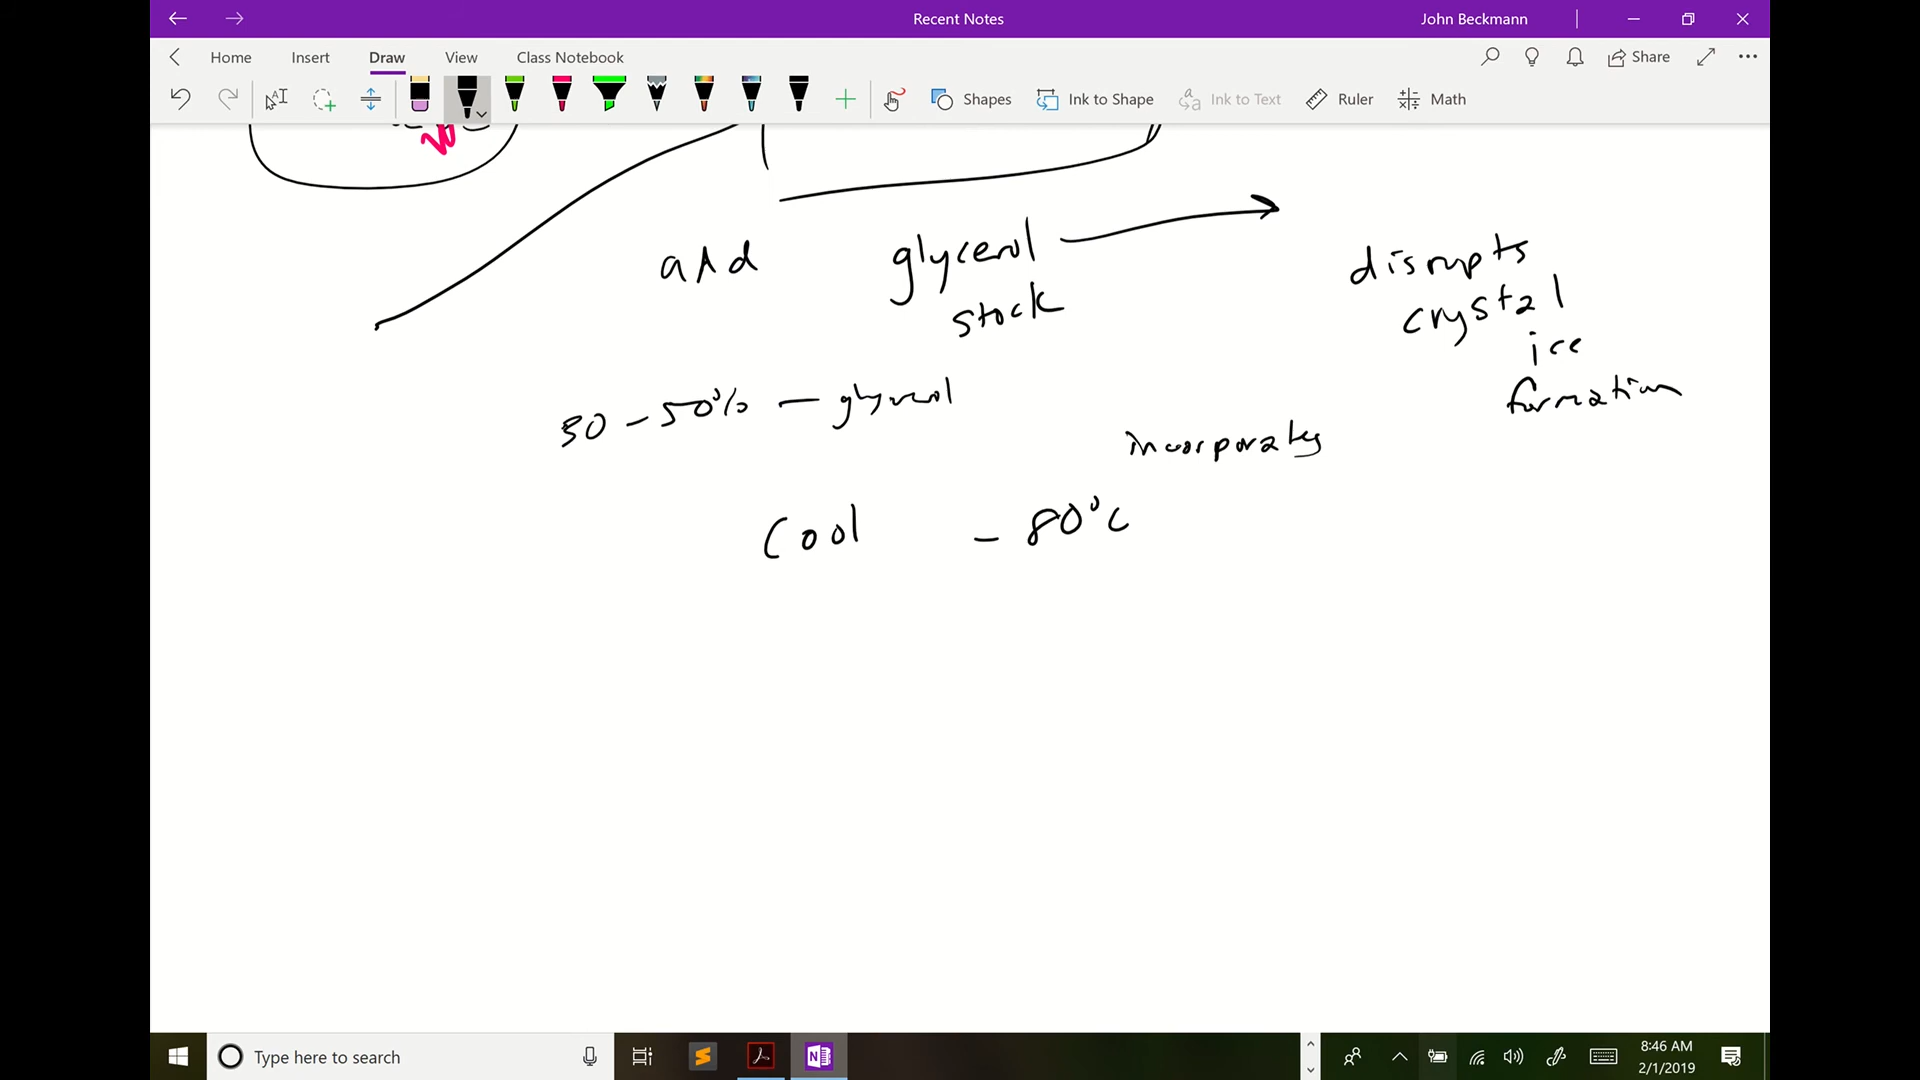 Recent Notes
John Beckmann
Home Insert Draw View Class Notebook
Share
Shapes Ink to Shape Ink to Text Ruler Math
add glycerol
stock
disrupts
crystal
ice
formation
30 - 50% - glycerol
incorporates
Cool - 80°C
Type here to search
8:46 AM
2/1/2019